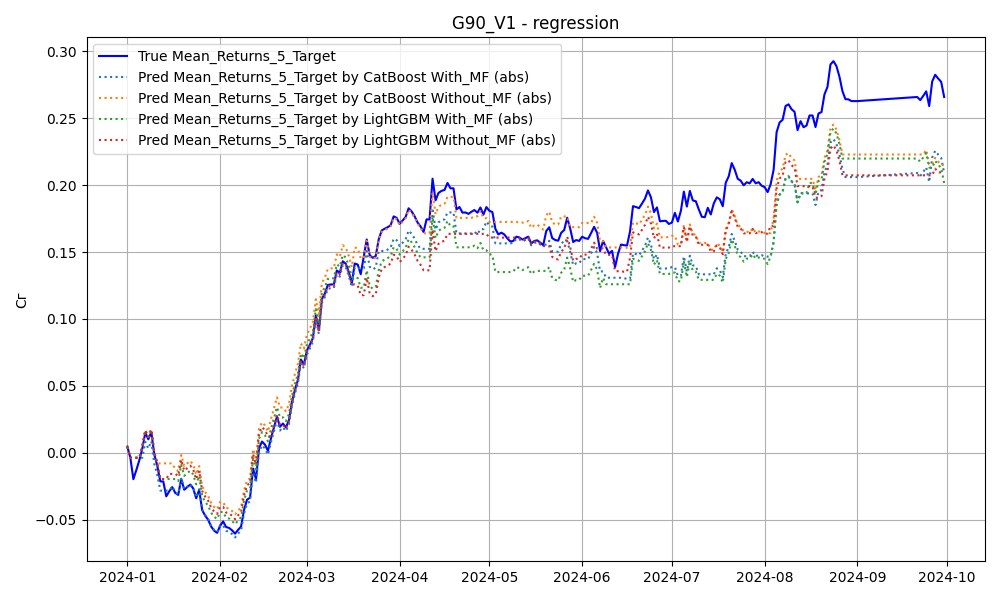 G90_V1 - regression
True Mean_Returns_5_Target
Pred Mean_Returns_5_Target by CatBoost With_MF (abs)
Pred Mean_Returns_5_Target by CatBoost Without_MF (abs)
Pred Mean_Returns_5_Target by LightGBM With_MF (abs)
Pred Mean_Returns_5_Target by LightGBM Without_MF (abs)
0.30
0.25
0.20
0.15
0.10
0.05
0.00
−0.05
Cr
2024-01 2024-02 2024-03 2024-04 2024-05 2024-06 2024-07 2024-08 2024-09 2024-10